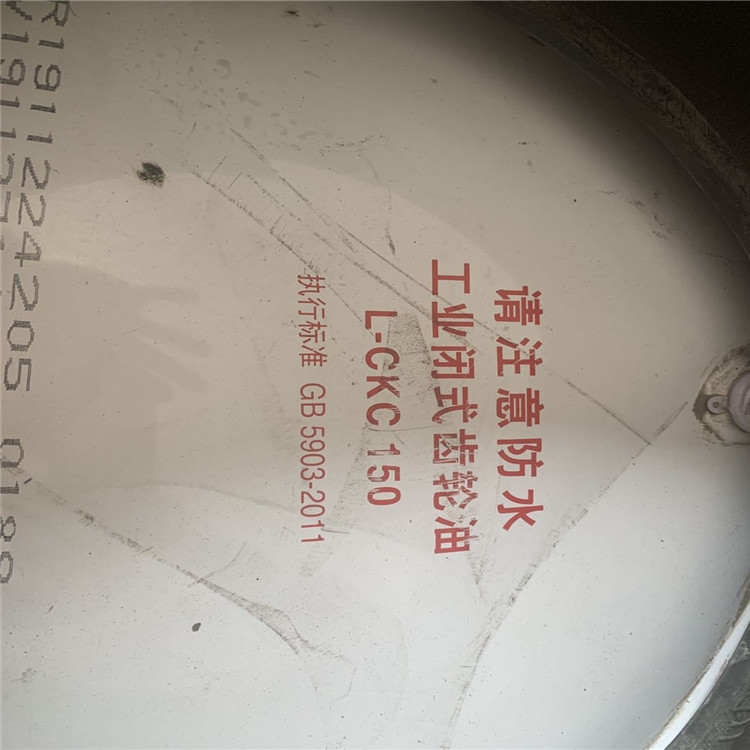 请注意防水
工业闭式齿轮油
L-CKC 150
执行标准 GB 5903-2011
R1911224205 0188